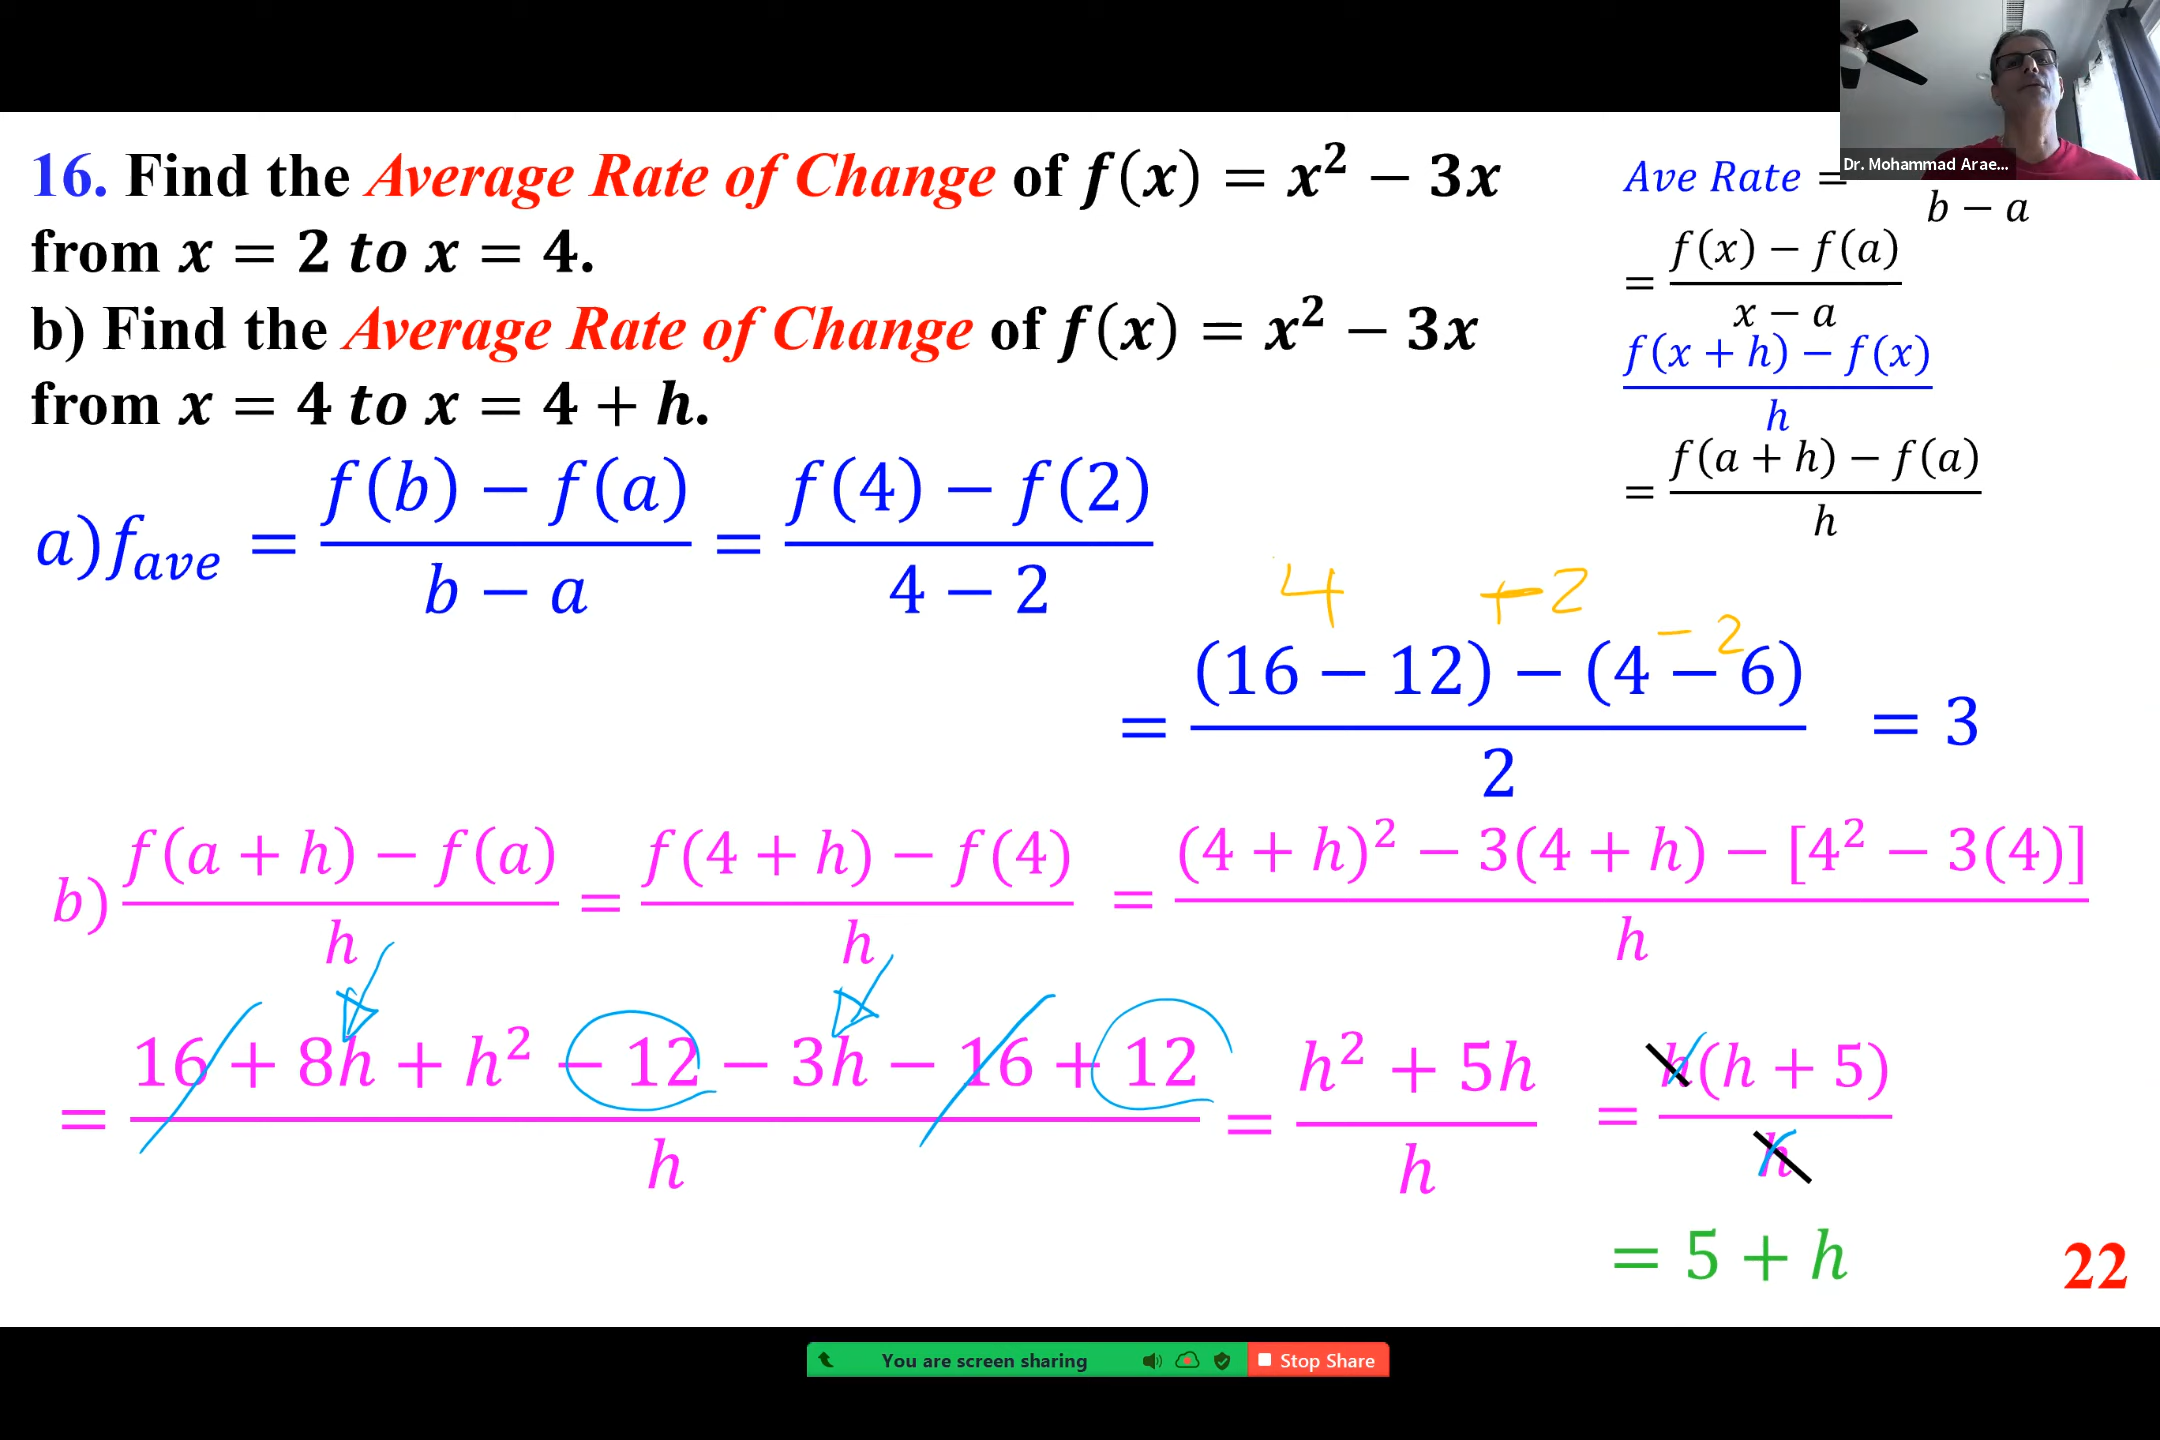 Dr. Mohammad Arae...
16. Find the Average Rate of Change of f(x) = x² − 3x
from x = 2 to x = 4.
b) Find the Average Rate of Change of f(x) = x² − 3x
from x = 4 to x = 4 + h.
Ave Rate = / b − a
= f(x) − f(a) / x − a
f(x + h) − f(x) / h
= f(a + h) − f(a) / h
a) f_ave = f(b) − f(a) / b − a = f(4) − f(2) / 4 − 2
4 +2 − 2
= (16 − 12) − (4 − 6) / 2 = 3
b) f(a + h) − f(a) / h = f(4 + h) − f(4) / h = (4 + h)² − 3(4 + h) − [4² − 3(4)] / h
= 16 + 8h + h² − 12 − 3h − 16 + 12 / h = h² + 5h / h = h(h + 5) / h
= 5 + h
22
You are screen sharing
Stop Share